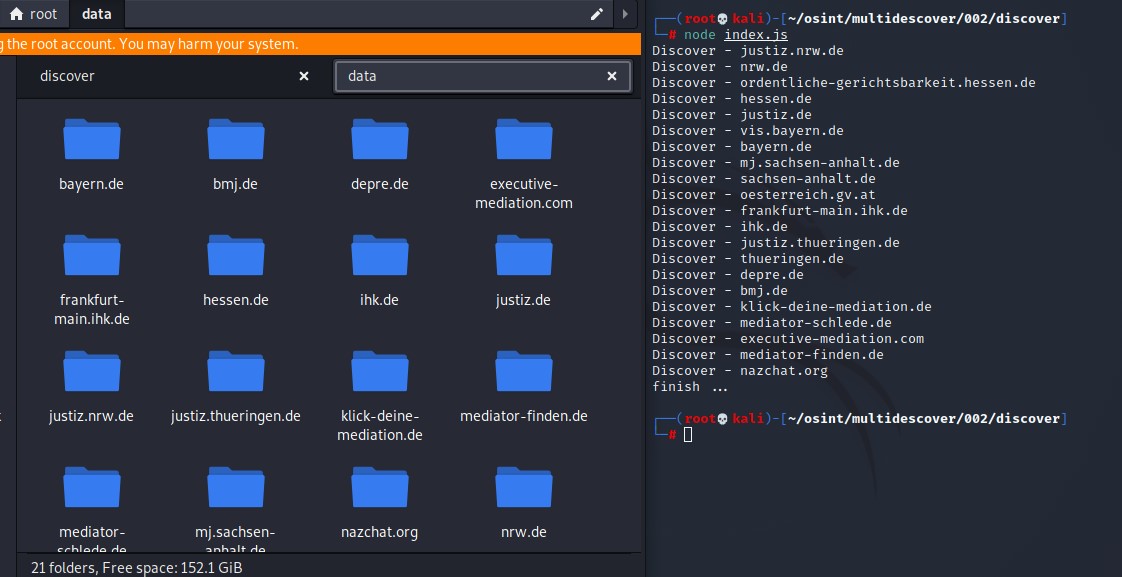 root data
g the root account. You may harm your system.
discover
data
bayern.de bmj.de depre.de executive-
mediation.com
frankfurt- hessen.de ihk.de justiz.de
main.ihk.de
justiz.nrw.de justiz.thueringen.de klick-deine- mediator-finden.de
mediation.de
mediator- mj.sachsen- nazchat.org nrw.de
schlede.de anhalt.de
21 folders, Free space: 152.1 GiB
┌──(root💀kali)-[~/osint/multidescover/002/discover]
└─# node index.js
Discover - justiz.nrw.de
Discover - nrw.de
Discover - ordentliche-gerichtsbarkeit.hessen.de
Discover - hessen.de
Discover - justiz.de
Discover - vis.bayern.de
Discover - bayern.de
Discover - mj.sachsen-anhalt.de
Discover - sachsen-anhalt.de
Discover - oesterreich.gv.at
Discover - frankfurt-main.ihk.de
Discover - ihk.de
Discover - justiz.thueringen.de
Discover - thueringen.de
Discover - depre.de
Discover - bmj.de
Discover - klick-deine-mediation.de
Discover - mediator-schlede.de
Discover - executive-mediation.com
Discover - mediator-finden.de
Discover - nazchat.org
finish ...
┌──(root💀kali)-[~/osint/multidescover/002/discover]
└─#